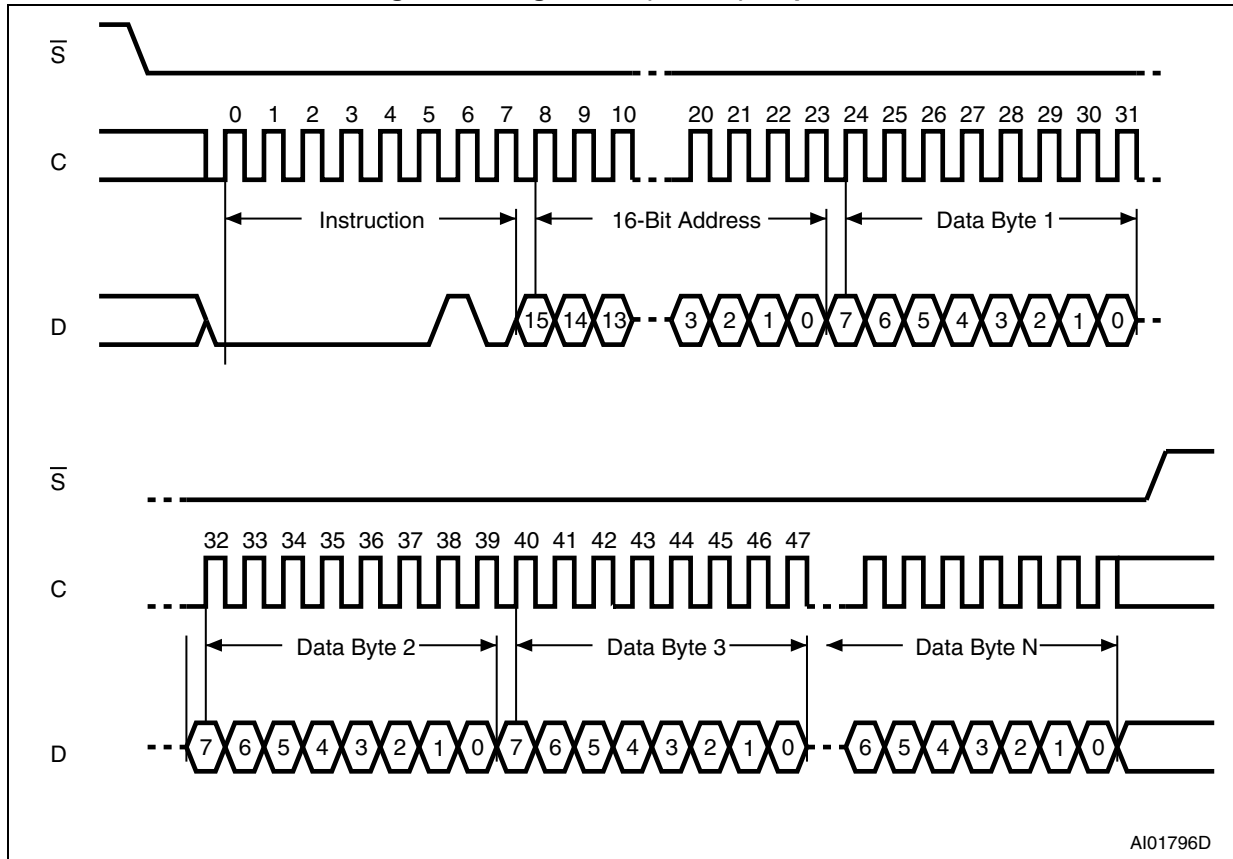 S
0 1 2 3 4 5 6 7 8 9 10 20 21 22 23 24 25 26 27 28 29 30 31
C
Instruction 16-Bit Address Data Byte 1
D 15 14 13 3 2 1 0 7 6 5 4 3 2 1 0
S
32 33 34 35 36 37 38 39 40 41 42 43 44 45 46 47
C
Data Byte 2 Data Byte 3 Data Byte N
D 7 6 5 4 3 2 1 0 7 6 5 4 3 2 1 0 6 5 4 3 2 1 0
AI01796D